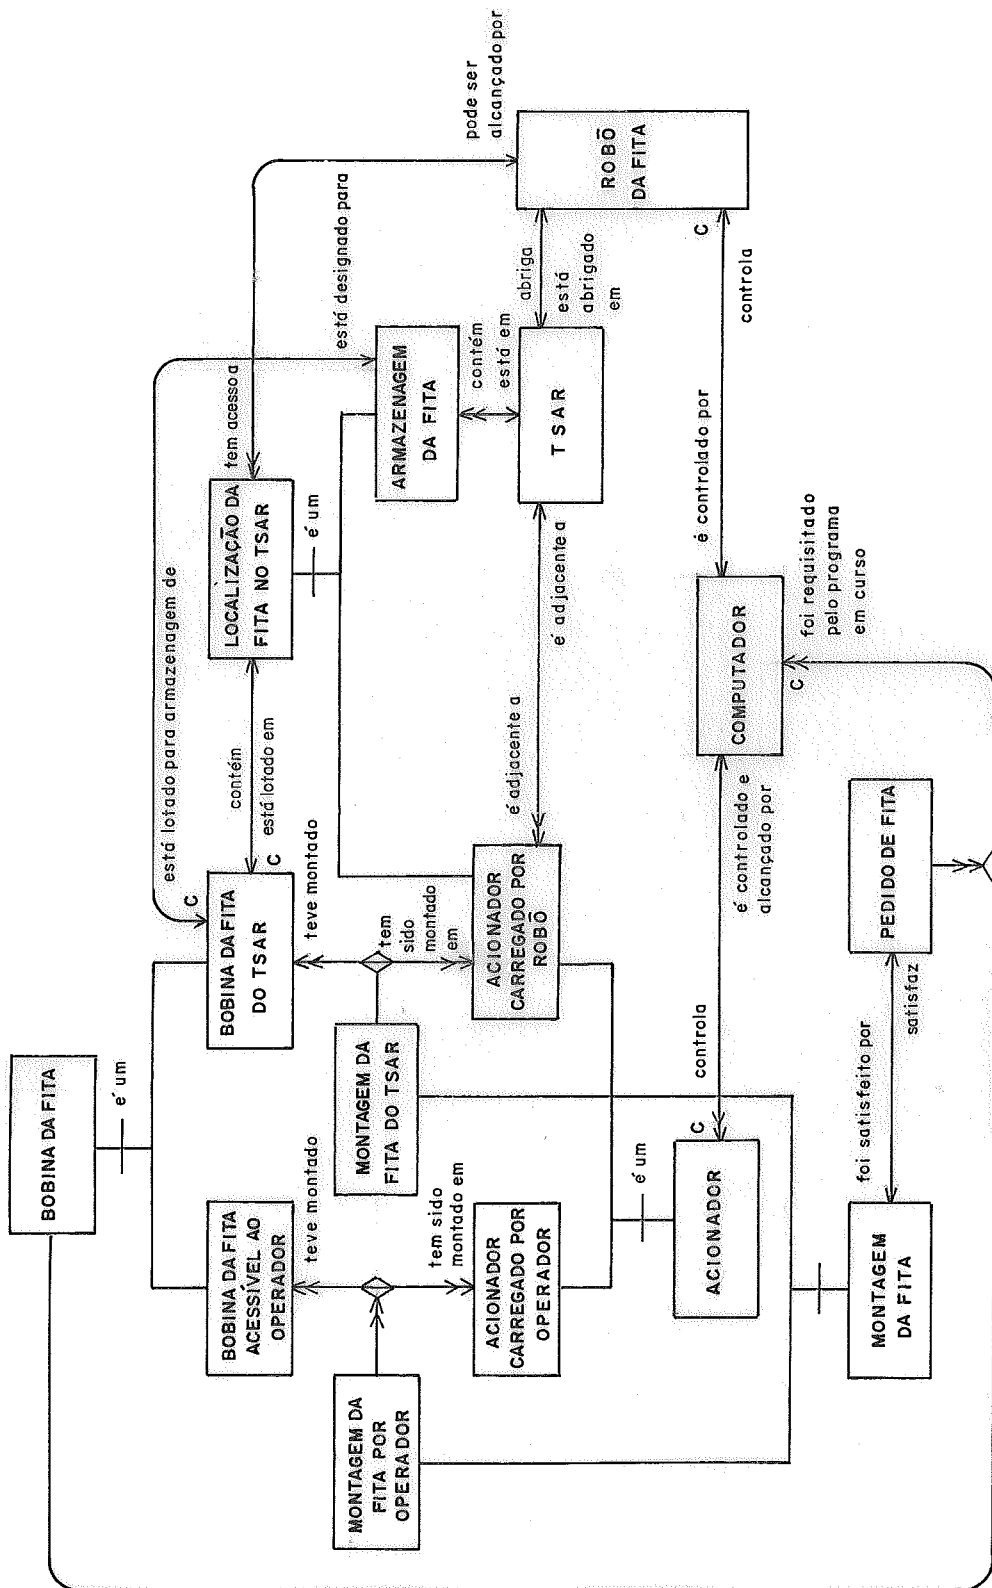 BOBINA DA FITA
é um
está lotado para armazenagem de
BOBINA DA FITA
ACESSÍVEL AO
OPERADOR
BOBINA DA FITA
DO TSAR
C
contém
está lotado em
C
LOCALIZAÇÃO DA
FITA NO TSAR
tem acesso a
está designado para
pode ser
alcançado por
teve montado
teve montado
é um
MONTAGEM DA
FITA POR
OPERADOR
MONTAGEM DA
FITA DO TSAR
tem
sido
montado
em
ARMAZENAGEM
DA FITA
tem sido
montado em
contém
está em
ACIONADOR
CARREGADO POR
OPERADOR
ACIONADOR
CARREGADO POR
ROBÔ
é adjacente a
é adjacente a
TSAR
abriga
está
abrigado
em
ROBÔ
DA FITA
é um
ACIONADOR
C
controla
é controlado e
alcançado por
COMPUTADOR
é controlado por
controla
C
C
foi requisitado
pelo programa
em curso
MONTAGEM
DA FITA
foi satisfeito por
satisfaz
PEDIDO DE FITA